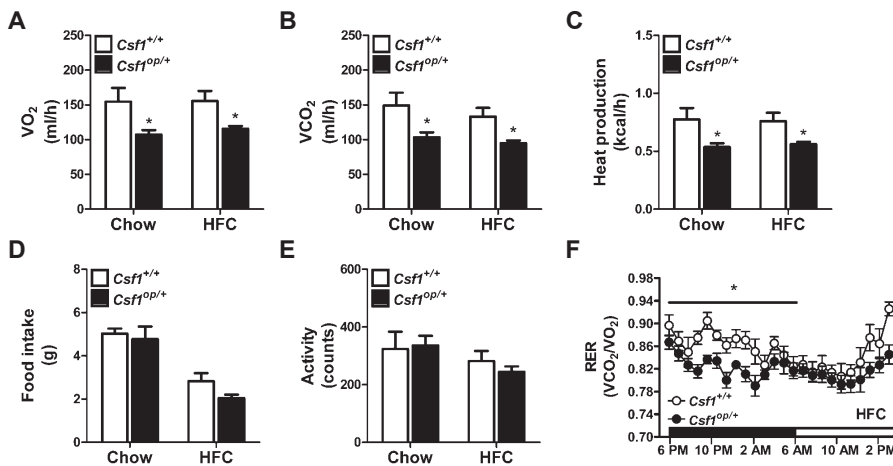 A
B
C
VO2 (ml/h)
250
200
150
100
50
0
Csf1+/+
Csf1op/+
*
*
Chow
HFC
VCO2 (ml/h)
250
200
150
100
50
0
Csf1+/+
Csf1op/+
*
*
Chow
HFC
Heat production (kcal/h)
1.5
1.0
0.5
0.0
Csf1+/+
Csf1op/+
*
*
Chow
HFC
D
E
F
Food intake (g)
8
6
4
2
0
Csf1+/+
Csf1op/+
Chow
HFC
Activity (counts)
600
400
200
0
Csf1+/+
Csf1op/+
Chow
HFC
RER (VCO2/VO2)
0.98
0.94
0.90
0.86
0.82
0.78
0.74
0.70
*
Csf1+/+
Csf1op/+
HFC
6 PM 10 PM 2 AM 6 AM 10 AM 2 PM